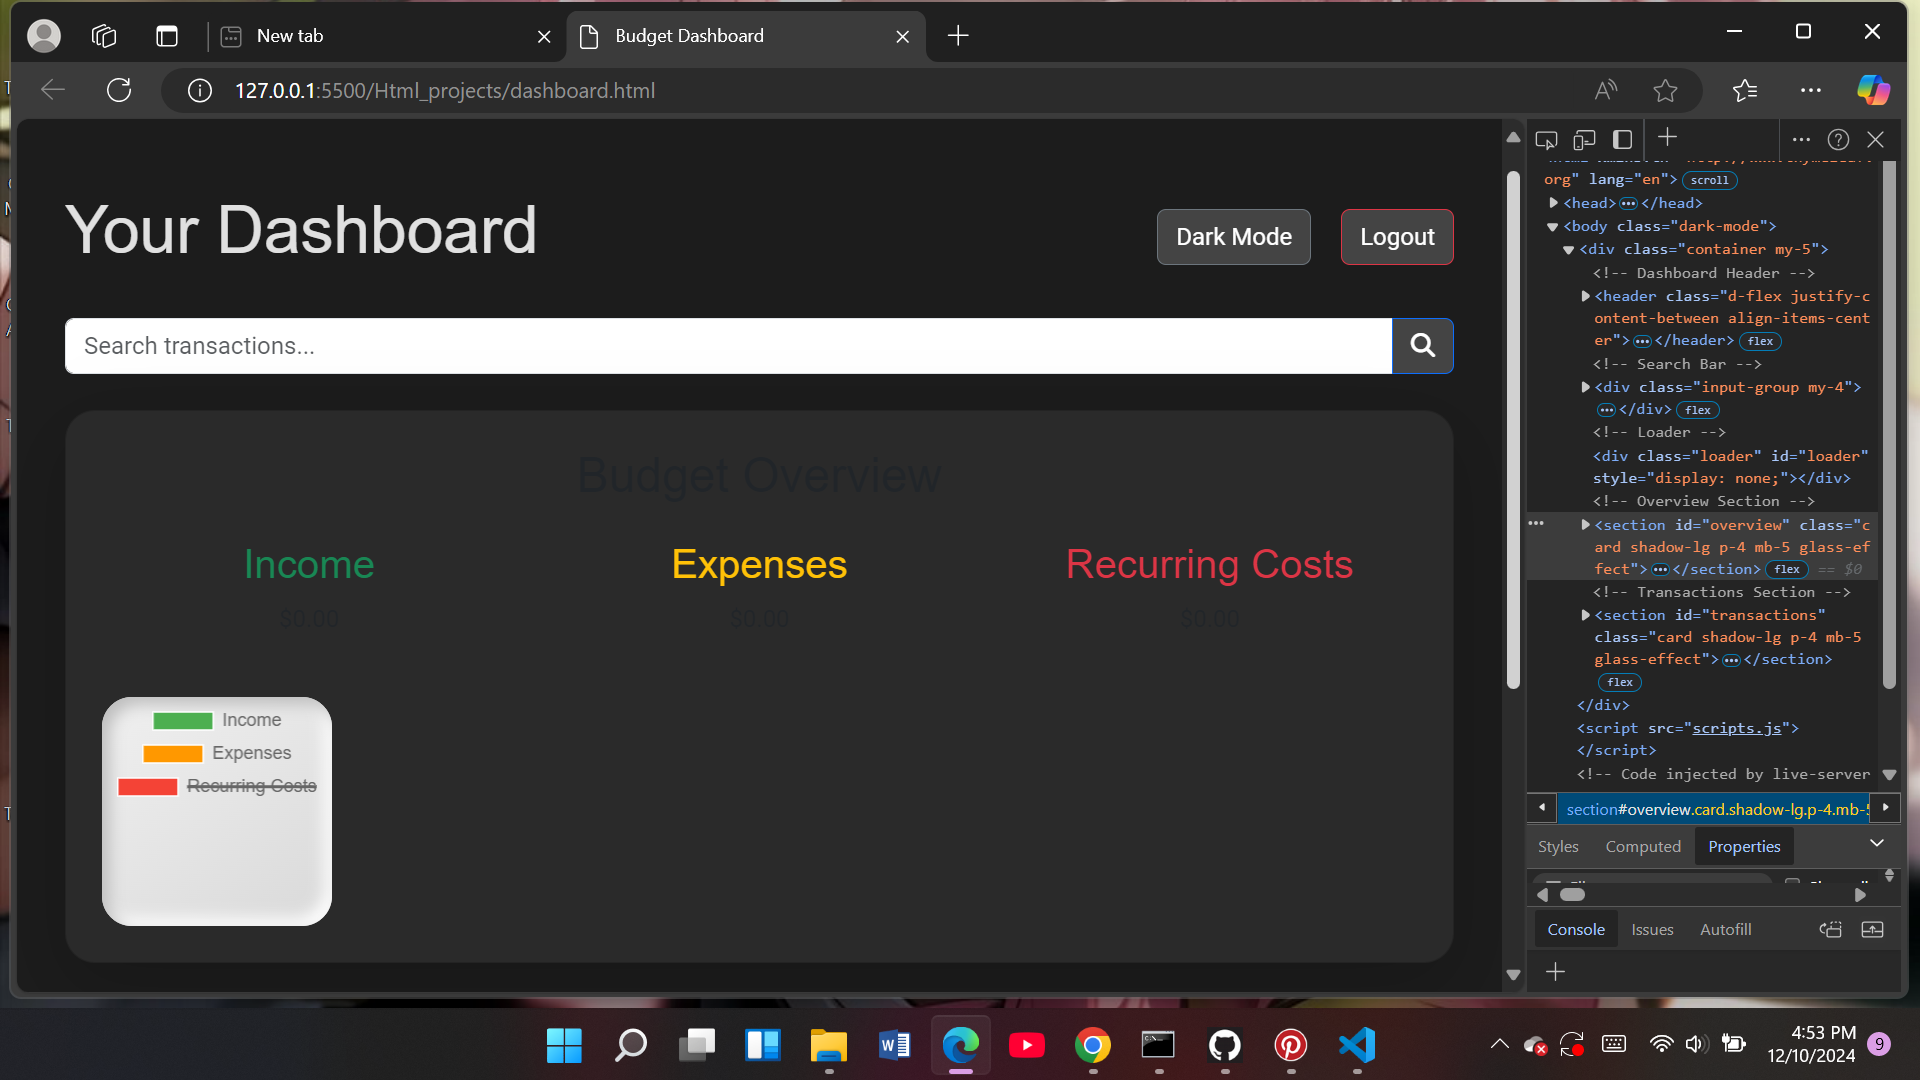 New tab
Budget Dashboard
127.0.0.1:5500/Html_projects/dashboard.html
Your Dashboard
Dark Mode
Logout
Search transactions...
Budget Overview
Income
Expenses
Recurring Costs
$0.00
$0.00
$0.00
Income
Expenses
Recurring Costs
org" lang="en"> scroll
<head> ••• </head>
<body class="dark-mode">
<div class="container my-5">
<!-- Dashboard Header -->
<header class="d-flex justify-c
ontent-between align-items-cent
er"> ••• </header> flex
<!-- Search Bar -->
<div class="input-group my-4">
••• </div> flex
<!-- Loader -->
<div class="loader" id="loader"
style="display: none;"></div>
<!-- Overview Section -->
<section id="overview" class="c
ard shadow-lg p-4 mb-5 glass-ef
fect"> ••• </section> flex == $0
<!-- Transactions Section -->
<section id="transactions"
class="card shadow-lg p-4 mb-5
glass-effect"> ••• </section>
flex
</div>
<script src="scripts.js">
</script>
<!-- Code injected by live-server
section#overview.card.shadow-lg.p-4.mb-5
Styles
Computed
Properties
Console
Issues
Autofill
4:53 PM
12/10/2024
9